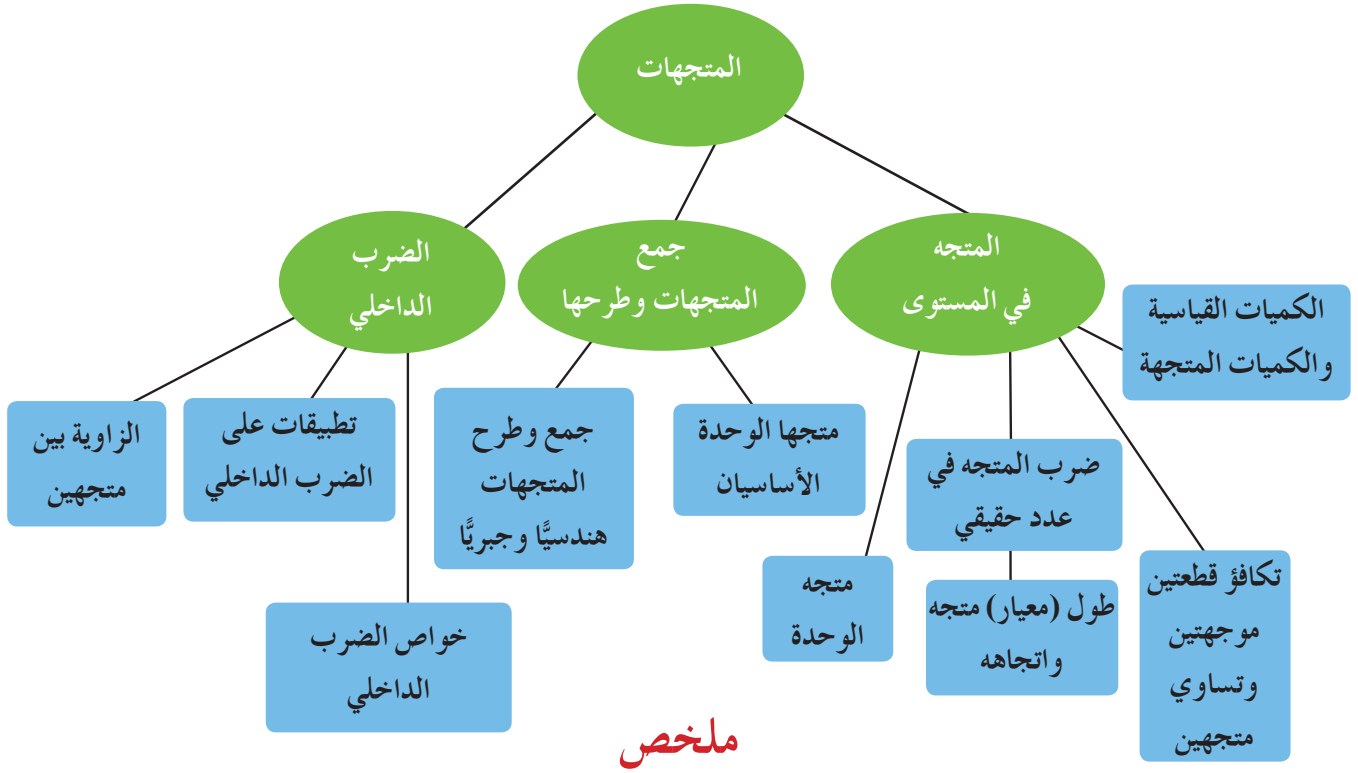 المتجهات
المتجه
في المستوى
جمع
المتجهات وطرحها
الضرب
الداخلي
الكميات القياسية
والكميات المتجهة
تكافؤ قطعتين
موجهتين
وتساوي
متجهين
ضرب المتجه في
عدد حقيقي
طول (معيار) متجه
واتجاهه
متجه
الوحدة
متجها الوحدة
الأساسيان
جمع وطرح
المتجهات
هندسيًّا وجبريًّا
تطبيقات على
الضرب الداخلي
الزاوية بين
متجهين
خواص الضرب
الداخلي
ملخص